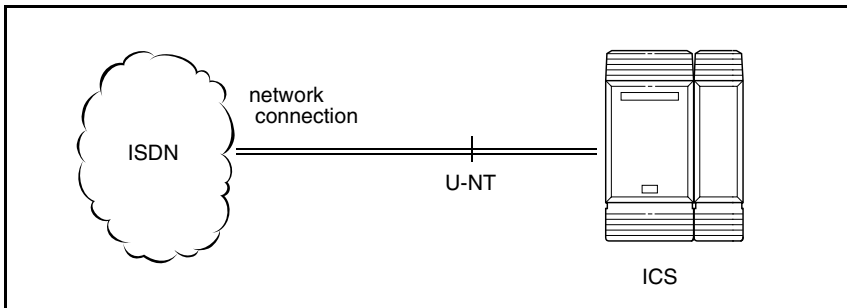 network
connection
ISDN
U-NT
ICS